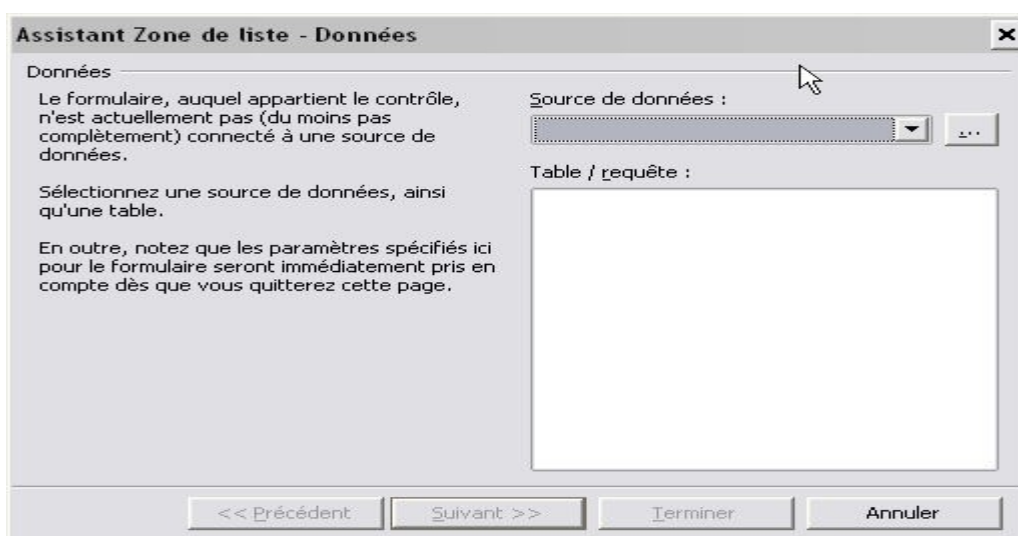 Assistant Zone de liste - Données
Données
Le formulaire, auquel appartient le contrôle,
n'est actuellement pas (du moins pas
complètement) connecté à une source de
données.
Sélectionnez une source de données, ainsi
qu'une table.
En outre, notez que les paramètres spécifiés ici
pour le formulaire seront immédiatement pris en
compte dès que vous quitterez cette page.
Source de données :
...
Table / requête :
<< Précédent
Suivant >>
Terminer
Annuler